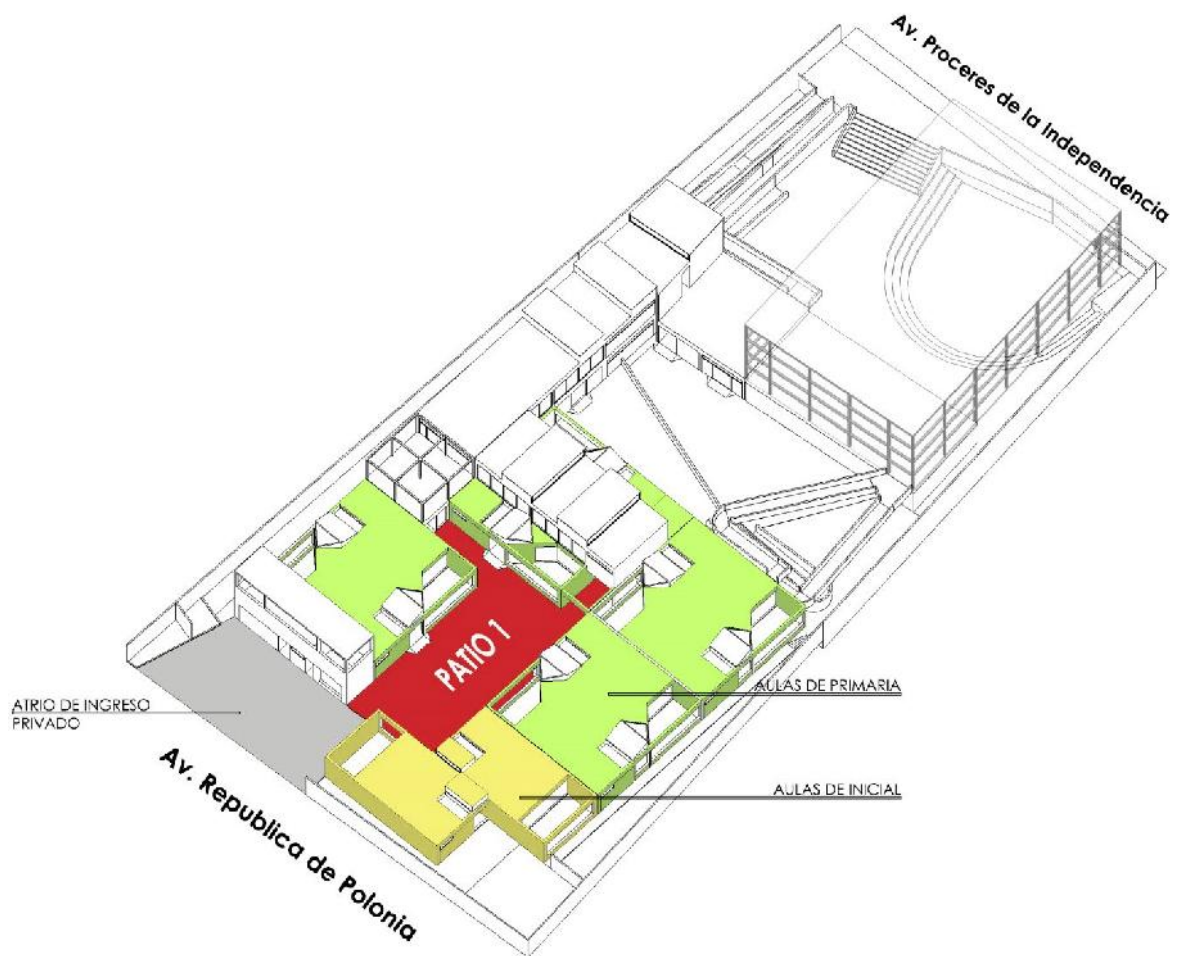 Av. Proceres de la Independencia
PATIO 1
AULAS DE PRIMARIA
ATRIO DE INGRESO
PRIVADO
AULAS DE INICIAL
Av. Republica de Polonia